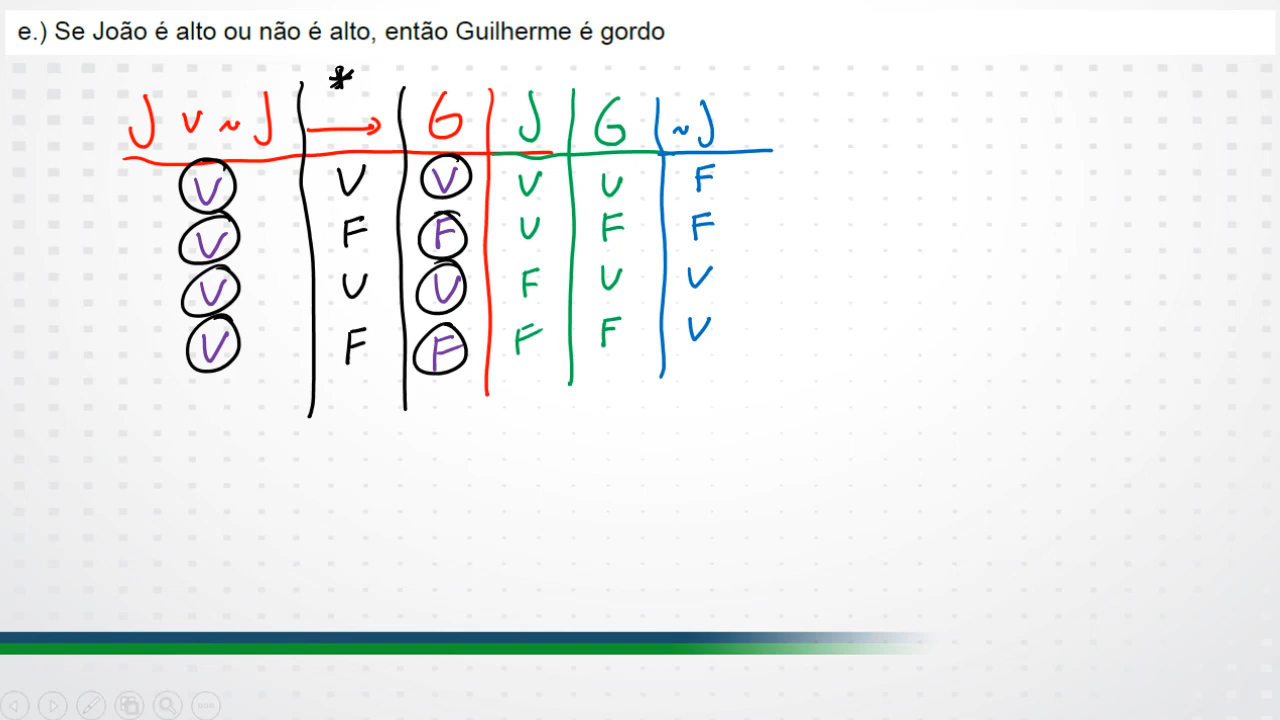 e.) Se João é alto ou não é alto, então Guilherme é gordo
*
J v ~J → G J G ~J
V V V V V F
V F F V F F
V V V F V V
V F F F F V